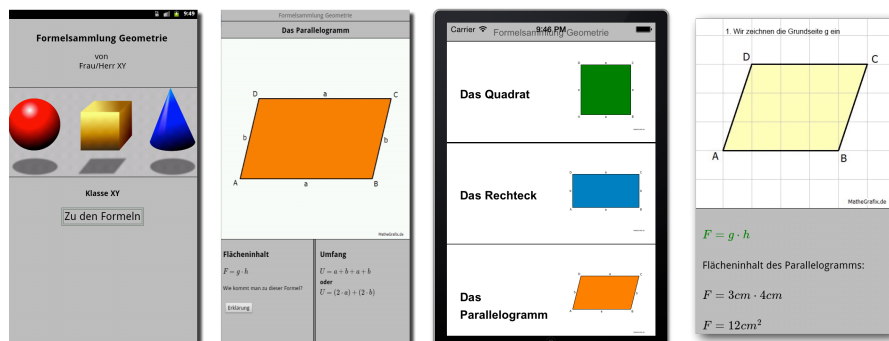 9:49
Formelsammlung Geometrie
von
Frau/Herr XY
Klasse XY
Zu den Formeln
Formelsammlung Geometrie
Das Parallelogramm
D a C
b b
A a B
MatheGrafix.de
Flächeninhalt
F = g · h
Wie kommt man zu dieser Formel?
Erklärung
Umfang
U = a + b + a + b
oder
U = (2 · a) + (2 · b)
Carrier 9:46 PM
Formelsammlung Geometrie
Das Quadrat
Das Rechteck
Das
Parallelogramm
1. Wir zeichnen die Grundseite g ein
D C
A B
MatheGrafix.de
F = g · h
Flächeninhalt des Parallelogramms:
F = 3cm · 4cm
F = 12cm²